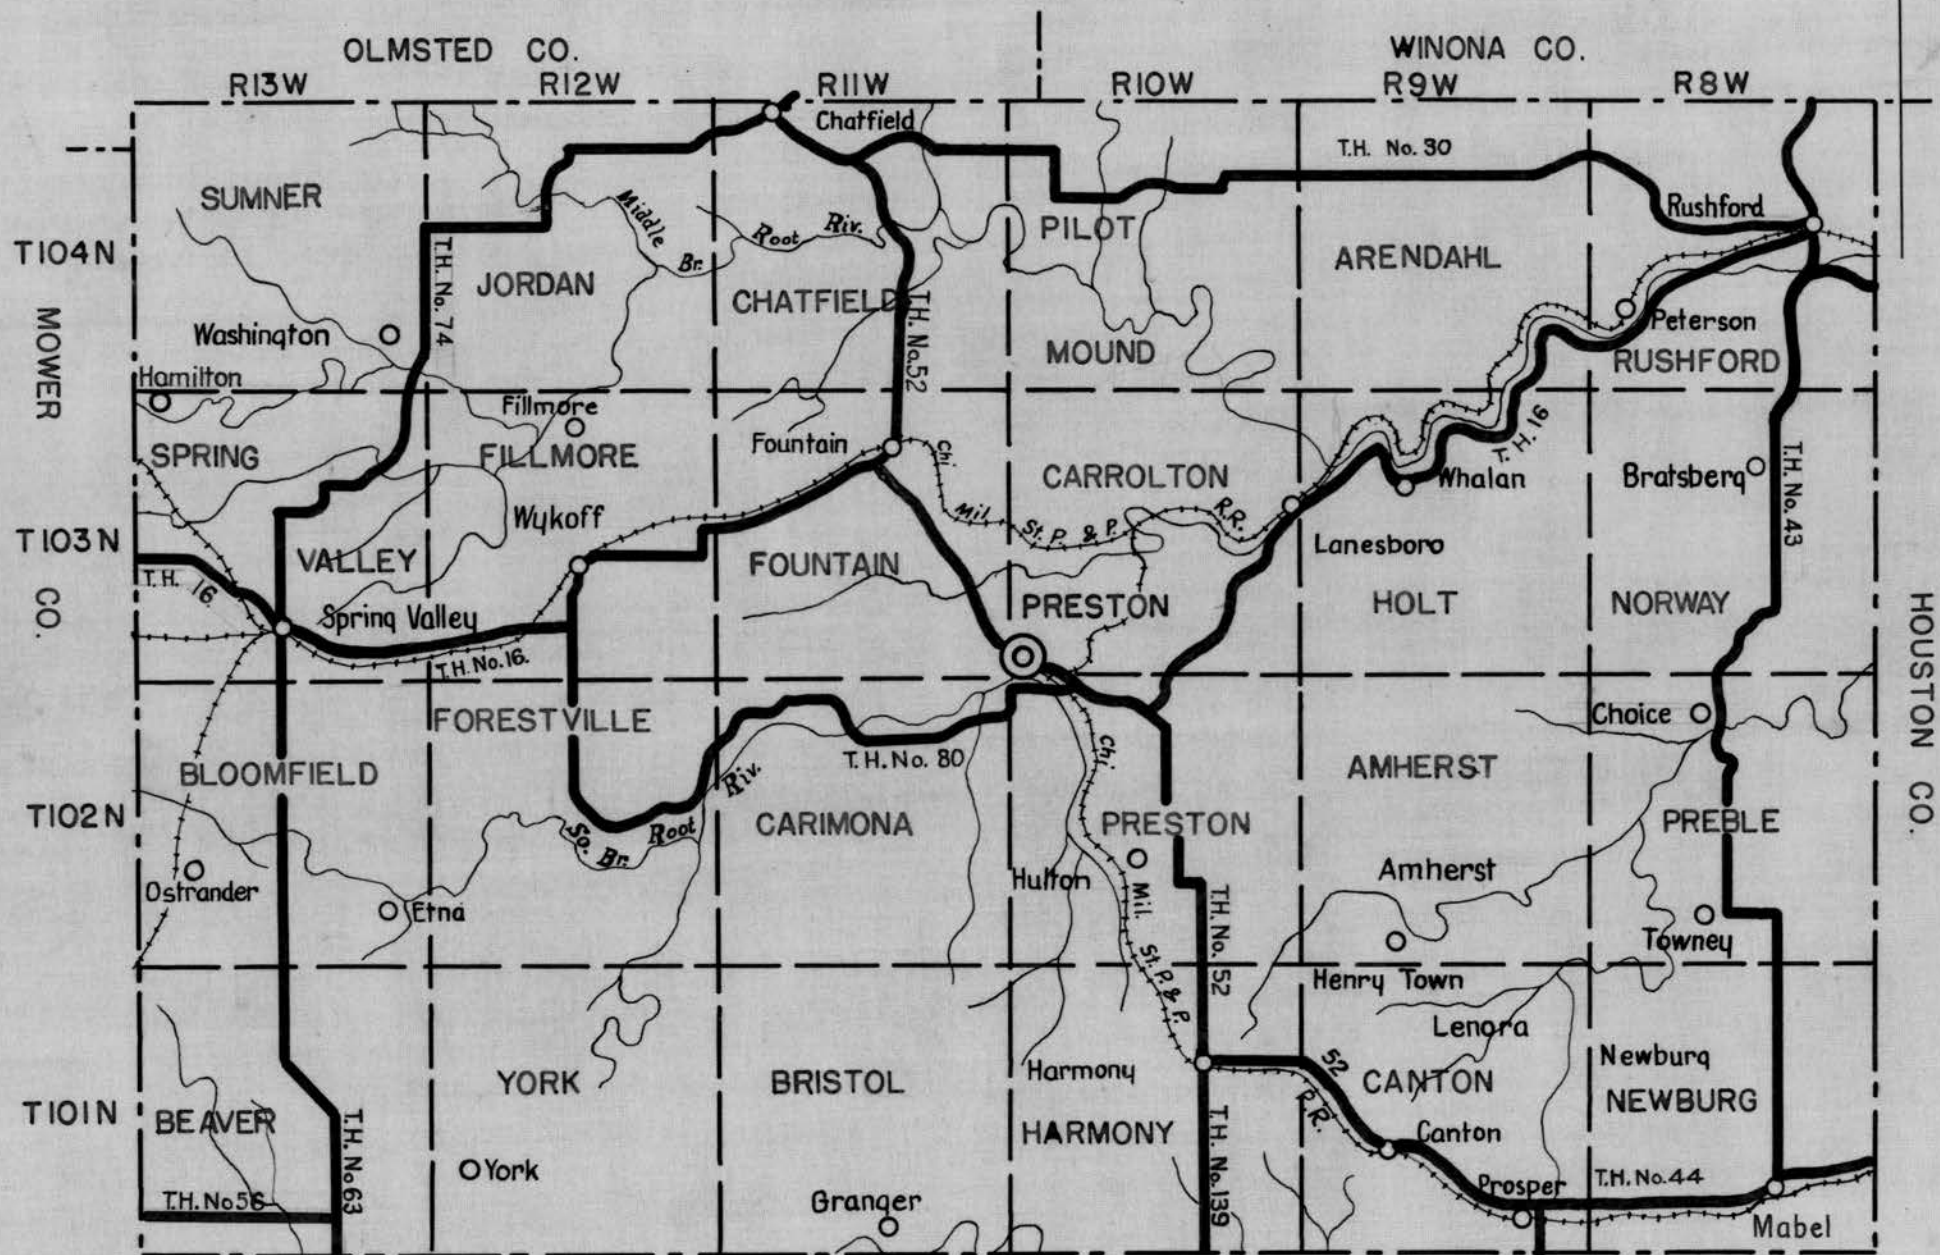 OLMSTED CO.
WINONA CO.
R13W R12W R11W R10W R9W R8W
Chatfield
T.H. No. 30
SUMNER
Middle
Rushford
Root Riv.
PILOT
T104N
ARENDAHL
Br.
T.H. No. 74
JORDAN
CHATFIELD
T.H. No. 52
Washington
Peterson
MOUND
RUSHFORD
MOWER
CO.
Hamilton
Fillmore
T. H. 16
Fountain
SPRING
FILLMORE
Chi
CARROLTON
Whalan
Bratsberg
T.H. No. 43
Wykoff
Mil.
St. P. & P.
R.R.
T103N
Lanesboro
VALLEY
FOUNTAIN
T.H. 16.
PRESTON
HOLT
NORWAY
Spring Valley
HOUSTON CO.
T.H. No. 16.
FORESTVILLE
Choice
Chi.
T.H. No. 80
BLOOMFIELD
Riv.
AMHERST
T102N
So. Br. Root
CARIMONA
PRESTON
PREBLE
Amherst
Hutton
Ostrander
Etna
Mil.
T.H. No. 52
Towney
St. P. & P.
Henry Town
Lenora
Newburg
Harmony
52
YORK
BRISTOL
CANTON
NEWBURG
T101N
BEAVER
R.R.
T.H. No 63
HARMONY
T.H. No. 139
Canton
York
T.H. No 56
Granger
Prosper
T.H. No. 44
Mabel